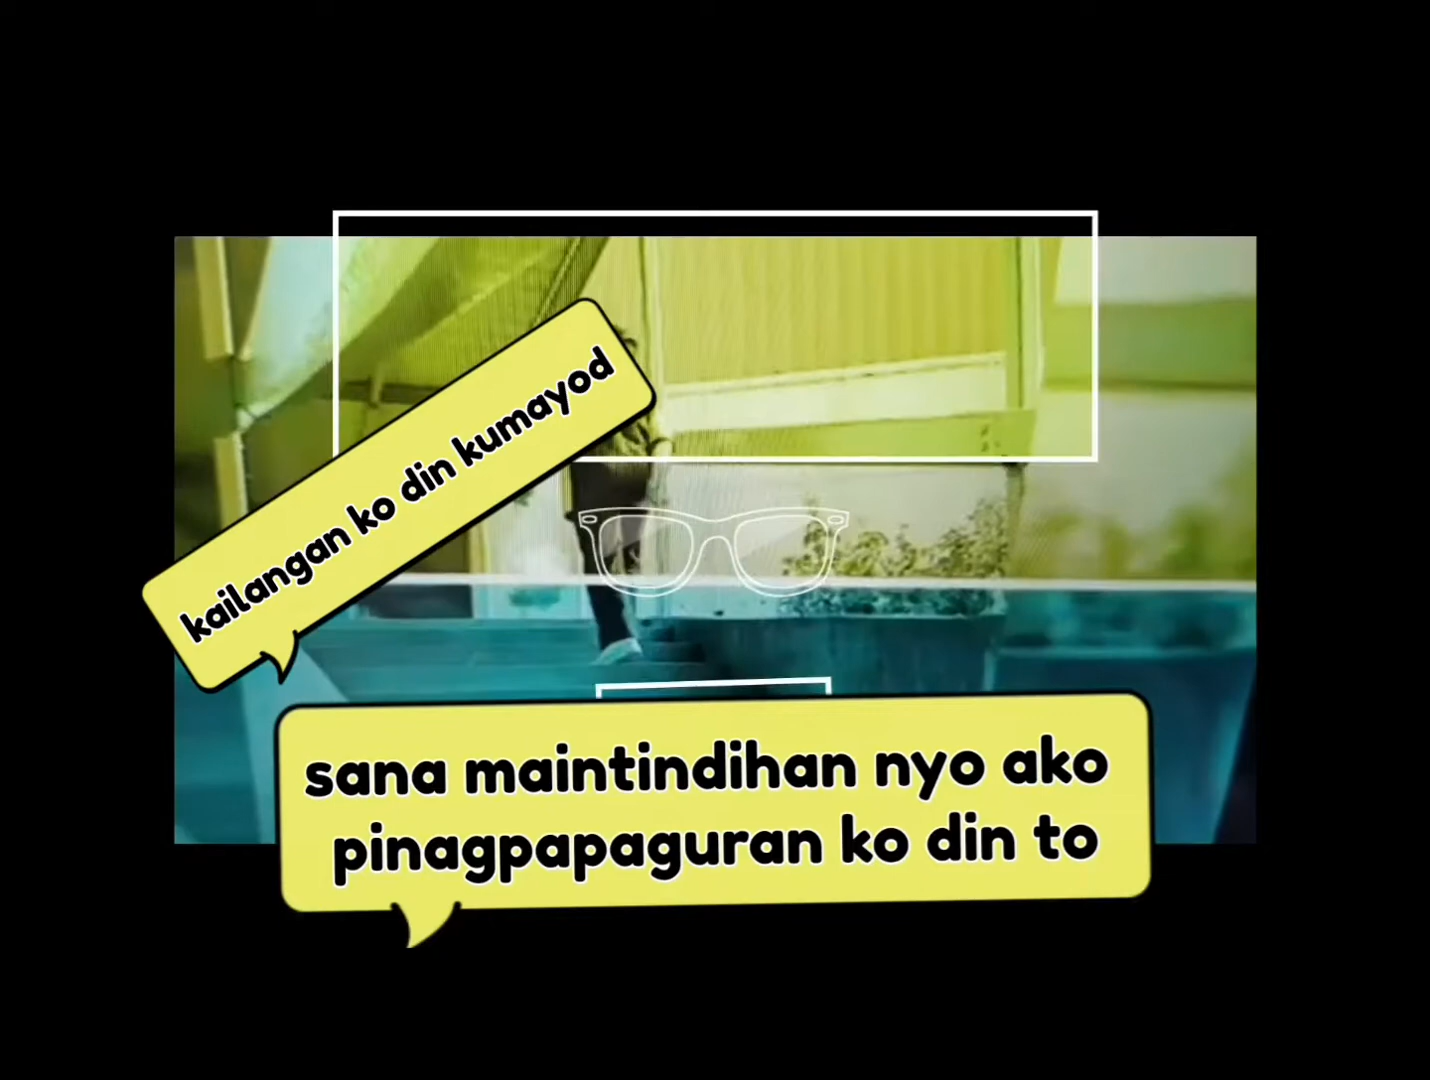 kailangan ko din kumayod
sana maintindihan nyo ako
pinagpapaguran ko din to